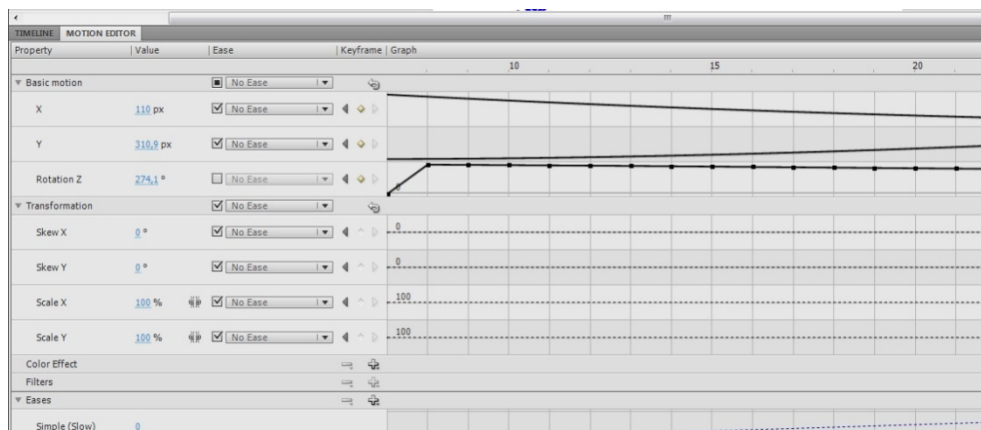 TIMELINE MOTION EDITOR
Property Value Ease Keyframe Graph
10 15 20
Basic motion No Ease
X 110 px No Ease
Y 310,9 px No Ease
Rotation Z 274,1 ° No Ease 0
Transformation No Ease
Skew X 0 ° No Ease 0
Skew Y 0 ° No Ease 0
Scale X 100 % No Ease 100
Scale Y 100 % No Ease 100
Color Effect
Filters
Eases
Simple (Slow) 0